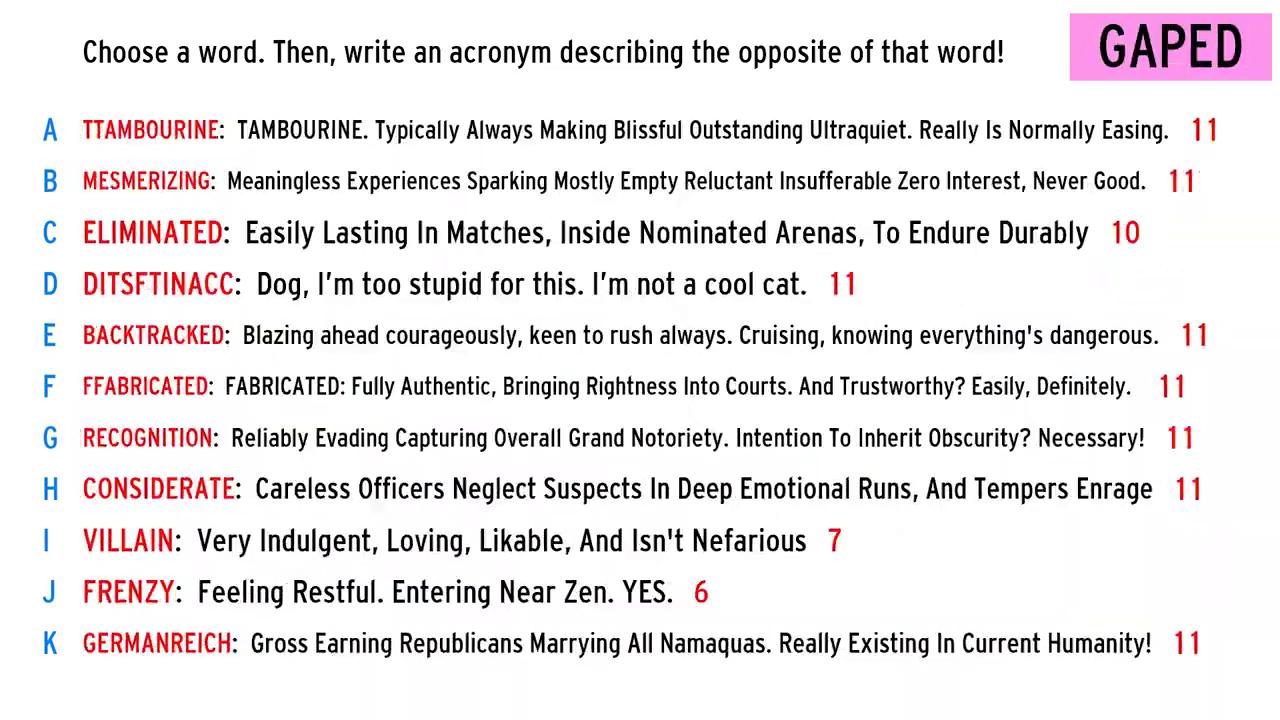 Choose a word. Then, write an acronym describing the opposite of that word!
GAPED
A TTAMBOURINE: TAMBOURINE. Typically Always Making Blissful Outstanding Ultraquiet. Really Is Normally Easing. 11
B MESMERIZING: Meaningless Experiences Sparking Mostly Empty Reluctant Insufferable Zero Interest, Never Good. 11
C ELIMINATED: Easily Lasting In Matches, Inside Nominated Arenas, To Endure Durably 10
D DITSFTINACC: Dog, I’m too stupid for this. I’m not a cool cat. 11
E BACKTRACKED: Blazing ahead courageously, keen to rush always. Cruising, knowing everything's dangerous. 11
F FFABRICATED: FABRICATED: Fully Authentic, Bringing Rightness Into Courts. And Trustworthy? Easily, Definitely. 11
G RECOGNITION: Reliably Evading Capturing Overall Grand Notoriety. Intention To Inherit Obscurity? Necessary! 11
H CONSIDERATE: Careless Officers Neglect Suspects In Deep Emotional Runs, And Tempers Enrage 11
I VILLAIN: Very Indulgent, Loving, Likable, And Isn't Nefarious 7
J FRENZY: Feeling Restful. Entering Near Zen. YES. 6
K GERMANREICH: Gross Earning Republicans Marrying All Namaquas. Really Existing In Current Humanity! 11